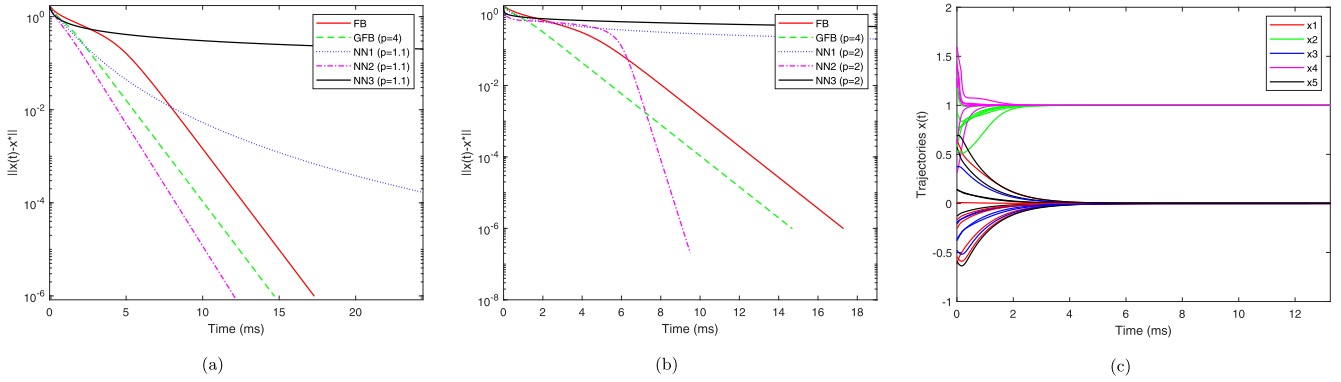 FB
GFB (p=4)
NN1 (p=1.1)
NN2 (p=1.1)
NN3 (p=1.1)
10^0
10^-2
10^-4
10^-6
||x(t)-x*||
0
5
10
15
20
Time (ms)
(a)
FB
GFB (p=4)
NN1 (p=2)
NN2 (p=2)
NN3 (p=2)
10^0
10^-2
10^-4
10^-6
10^-8
||x(t)-x*||
0
2
4
6
8
10
12
14
16
18
Time (ms)
(b)
x1
x2
x3
x4
x5
2
1.5
1
0.5
0
-0.5
-1
Trajectories x(t)
0
2
4
6
8
10
12
Time (ms)
(c)